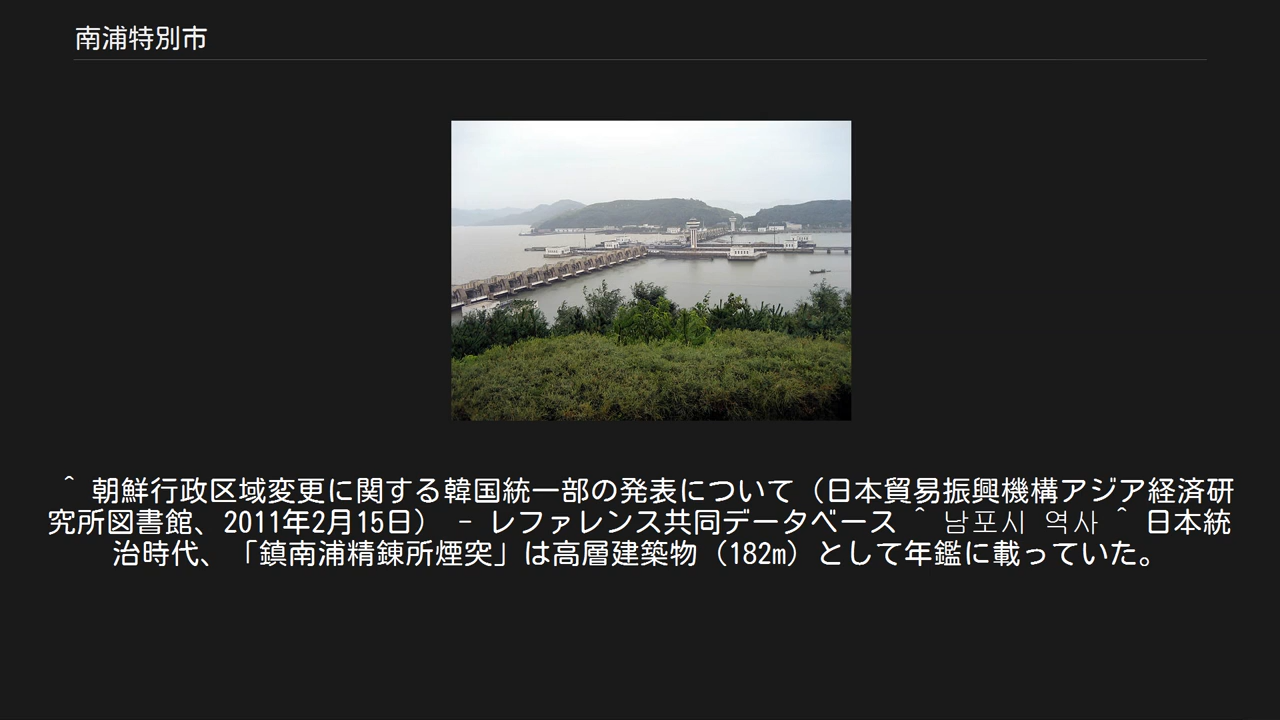 南浦特別市
＾ 朝鮮行政区域変更に関する韓国統一部の発表について（日本貿易振興機構アジア経済研
究所図書館、2011年2月15日） - レファレンス共同データベース ＾ 남포시 역사 ＾ 日本統
治時代、「鎮南浦精錬所煙突」は高層建築物（182m）として年鑑に載っていた。